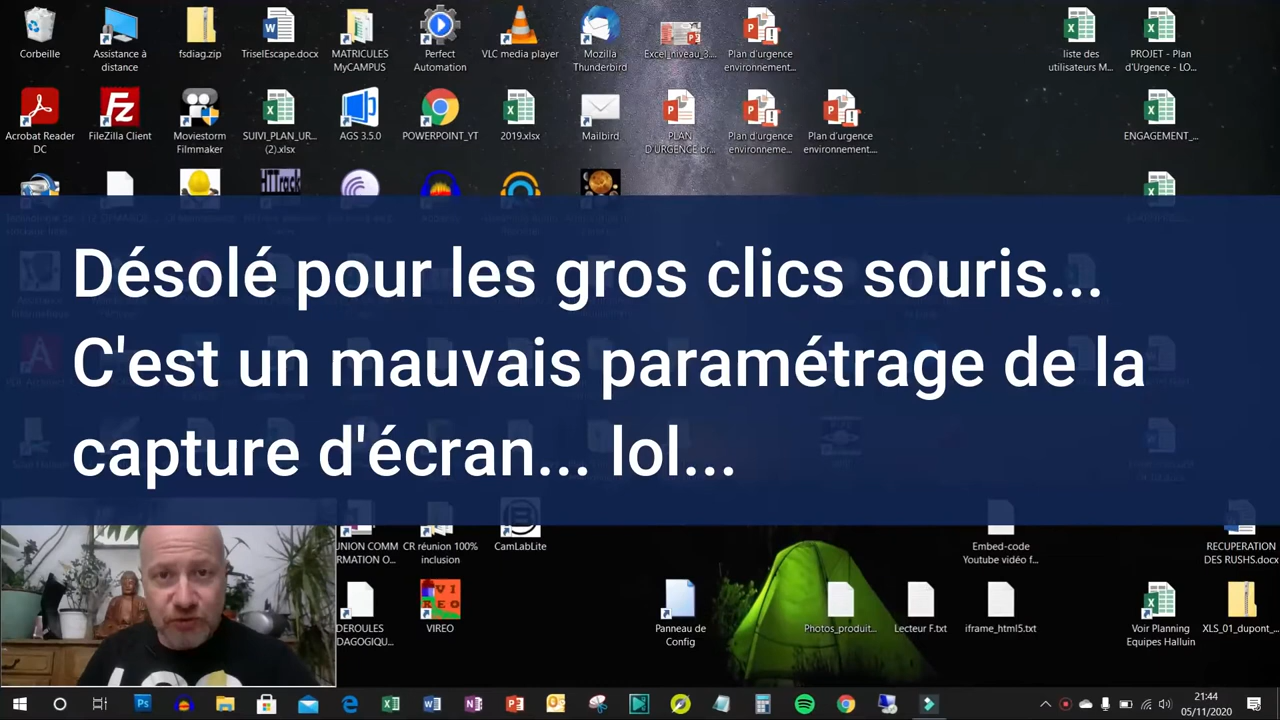 Corbeille
Assistance à
distance
fsdiag.zip
TriselEscape.docx
MATRICULES
MyCAMPUS
Perfect
Automation
VLC media player
Mozilla
Thunderbird
Excel_niveau_3...
Plan d'urgence
environnement...
liste des
utilisateurs M...
PROJET - Plan
d'Urgence - LO...
Acrobat Reader
DC
FileZilla Client
Moviestorm
Filmmaker
SUIVI_PLAN_UR...
(2).xlsx
AGS 3.5.0
POWERPOINT_YT
2019.xlsx
Mailbird
PLAN
D'URGENCE br...
Plan d'urgence
environneme...
Plan d'urgence
environnement....
ENGAGEMENT_...
Désolé pour les gros clics souris...
C'est un mauvais paramétrage de la
capture d'écran... lol...
UNION COMM
RMATION O...
CR réunion 100%
inclusion
CamLabLite
Embed-code
Youtube vidéo f...
RECUPERATION
DES RUSHS.docx
DEROULES
DAGOGIQU...
VIREO
Panneau de
Config
Photos_produit...
Lecteur F.txt
iframe_html5.txt
Voir Planning
Equipes Halluin
XLS_01_dupont_...
21:44
05/11/2020